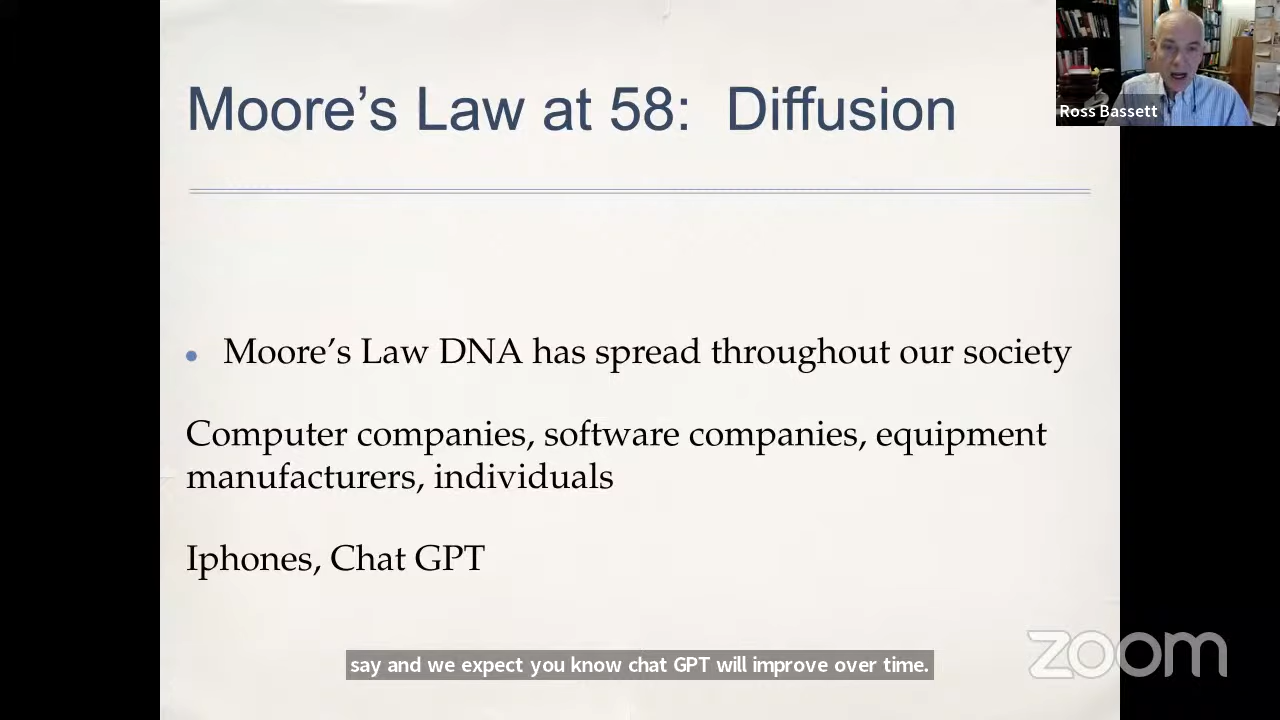 Moore's Law at 58: Diffusion
Ross Bassett
• Moore's Law DNA has spread throughout our society
Computer companies, software companies, equipment
manufacturers, individuals
Iphones, Chat GPT
say and we expect you know chat GPT will improve over time.
zoom